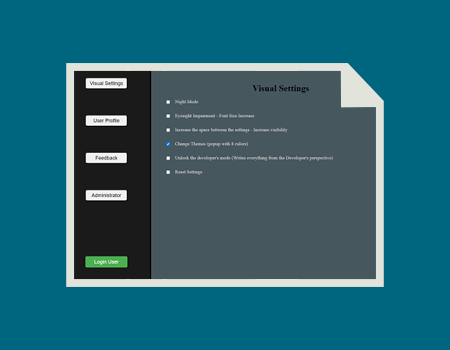 Visual Settings
User Profile
Feedback
Administrator
Login User
Visual Settings
Night Mode
Eyesight Impairment - Font Size Increase
Increase the space between the settings - Increase visibility
Change Themes (popup with 8 colors)
Unlock the developer's mode (Writes everything from the Developer's perspective)
Reset Settings